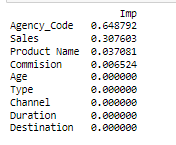 Imp
Agency_Code 0.648792
Sales 0.307603
Product Name 0.037081
Commision 0.006524
Age 0.000000
Type 0.000000
Channel 0.000000
Duration 0.000000
Destination 0.000000